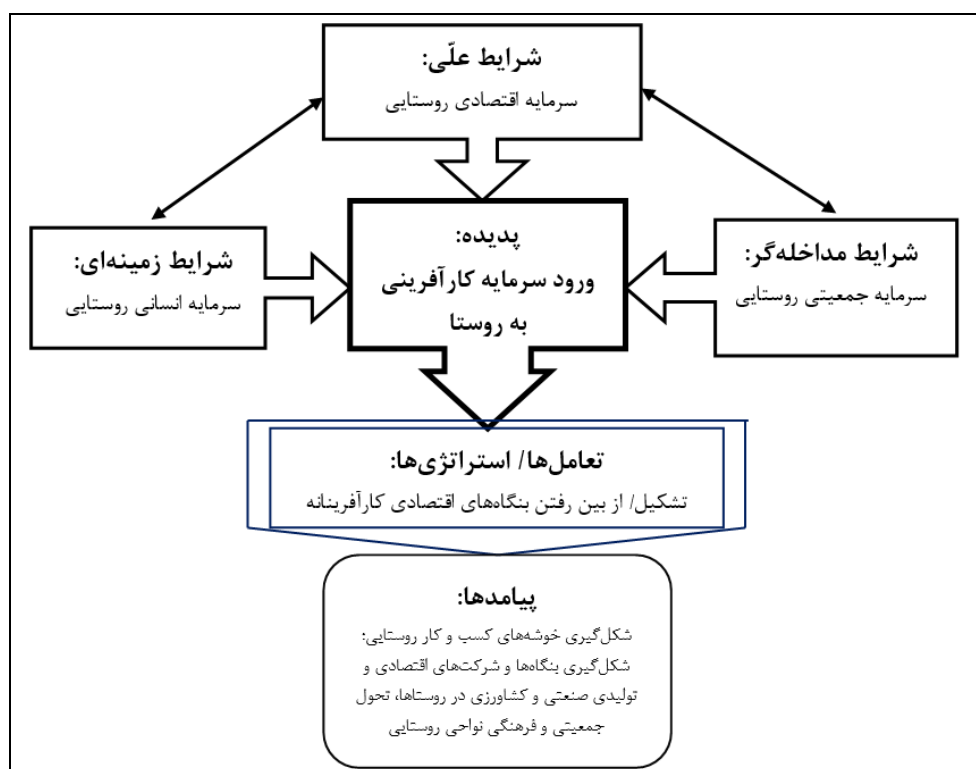 شرایط علّی:
سرمایه اقتصادی روستایی
شرایط مداخله‌گر:
سرمایه جمعیتی روستایی
پدیده:
ورود سرمایه کارآفرینی
به روستا
شرایط زمینه‌ای:
سرمایه انسانی روستایی
تعامل‌ها/ استراتژی‌ها:
تشکیل/ از بین رفتن بنگاه‌های اقتصادی کارآفرینانه
پیامدها:
شکل‌گیری خوشه‌های کسب و کار روستایی:
شکل‌گیری بنگاه‌ها و شرکت‌های اقتصادی و
تولیدی صنعتی و کشاورزی در روستاها، تحول
جمعیتی و فرهنگی نواحی روستایی